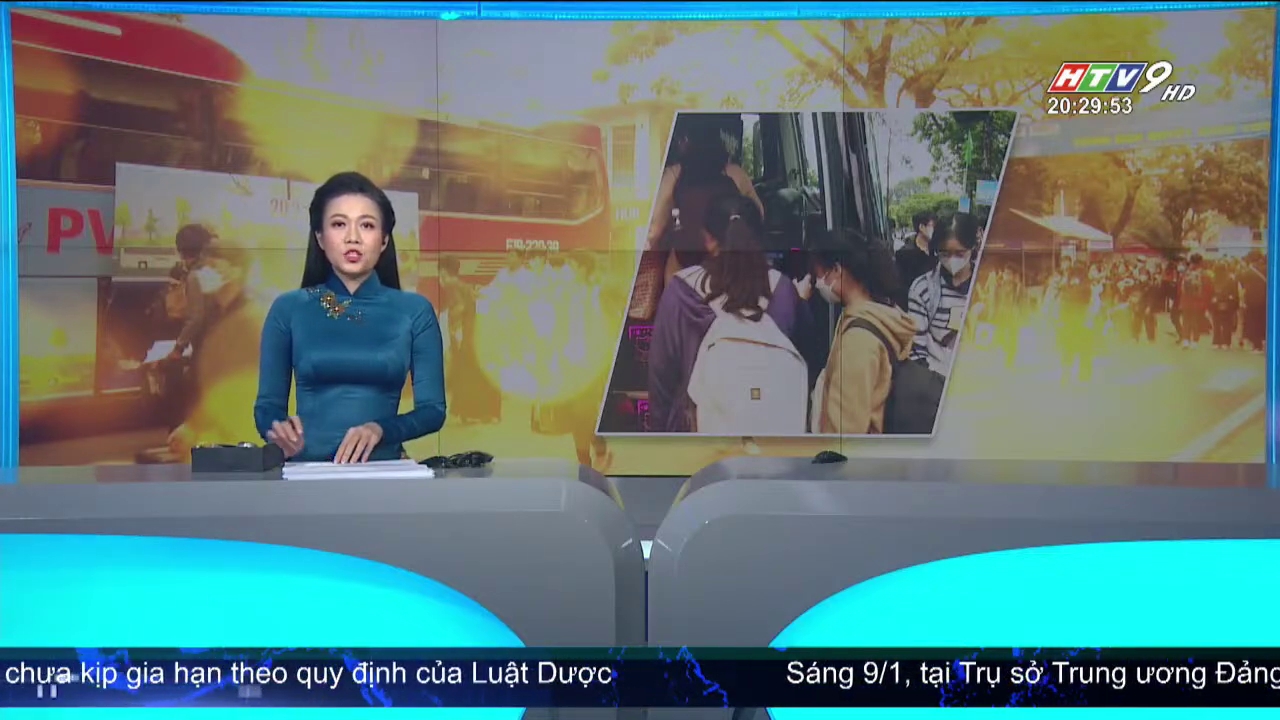 HTV9 HD
20:29:53
PV
chưa kịp gia hạn theo quy định của Luật Dược
Sáng 9/1, tại Trụ sở Trung ương Đảng